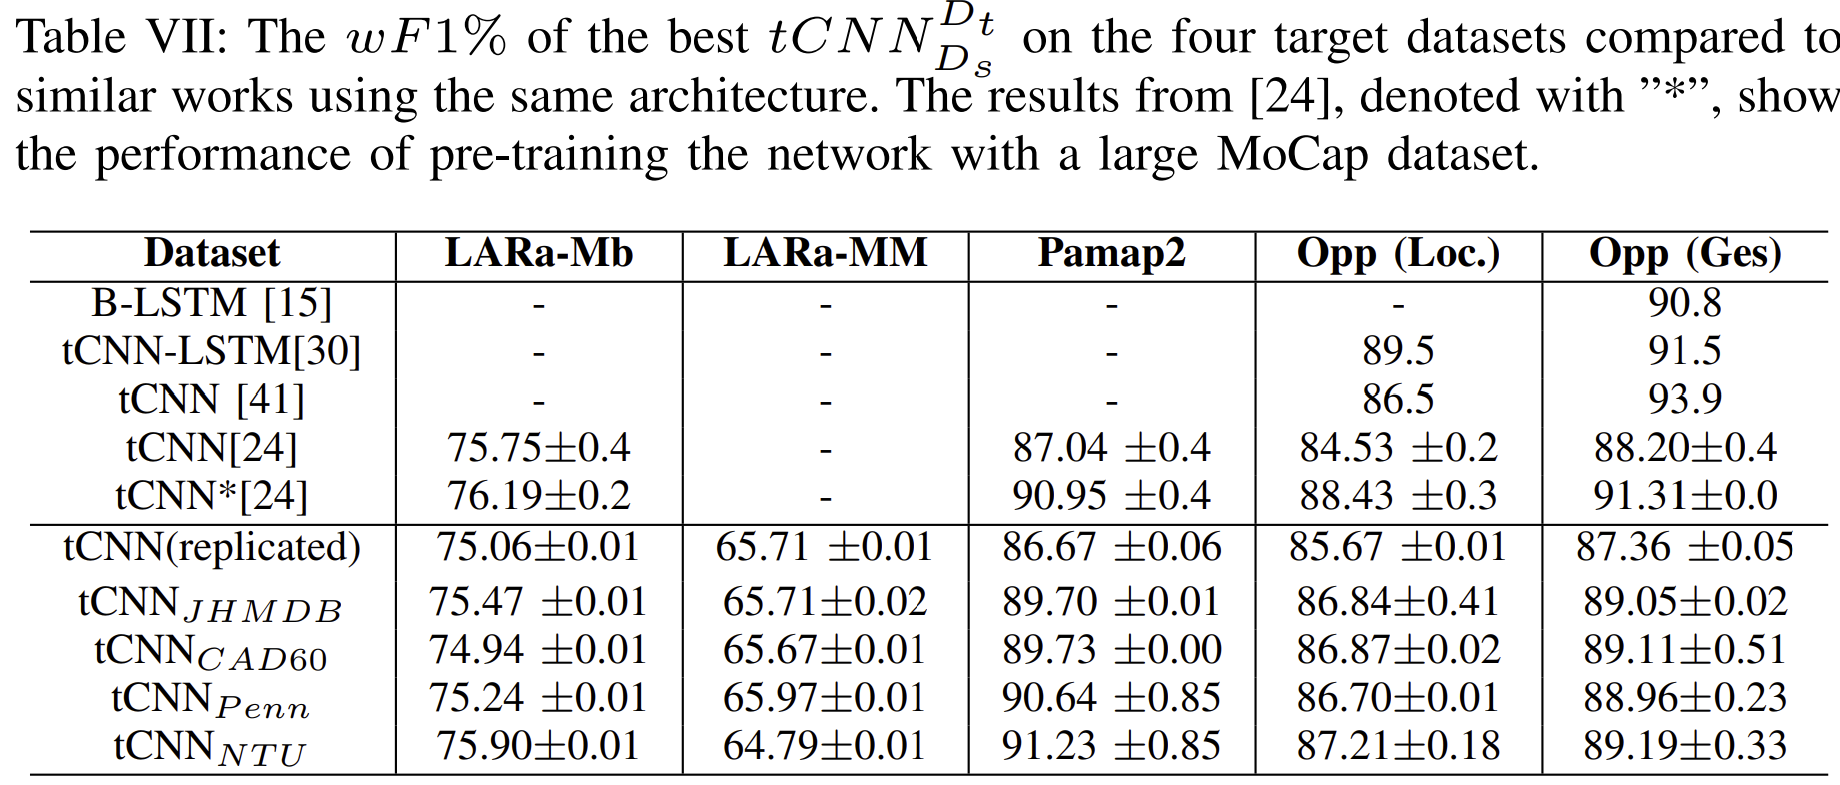 Table VII: The wF1% of the best tCNN^{Dt}_{Ds} on the four target datasets compared to
similar works using the same architecture. The results from [24], denoted with ”*”, show
the performance of pre-training the network with a large MoCap dataset.
Dataset LARa-Mb LARa-MM Pamap2 Opp (Loc.) Opp (Ges)
B-LSTM [15] - - - - 90.8
tCNN-LSTM[30] - - - 89.5 91.5
tCNN [41] - - - 86.5 93.9
tCNN[24] 75.75±0.4 - 87.04 ±0.4 84.53 ±0.2 88.20±0.4
tCNN*[24] 76.19±0.2 - 90.95 ±0.4 88.43 ±0.3 91.31±0.0
tCNN(replicated) 75.06±0.01 65.71 ±0.01 86.67 ±0.06 85.67 ±0.01 87.36 ±0.05
tCNN_{JHMDB} 75.47 ±0.01 65.71±0.02 89.70 ±0.01 86.84±0.41 89.05±0.02
tCNN_{CAD60} 74.94 ±0.01 65.67±0.01 89.73 ±0.00 86.87±0.02 89.11±0.51
tCNN_{Penn} 75.24 ±0.01 65.97±0.01 90.64 ±0.85 86.70±0.01 88.96±0.23
tCNN_{NTU} 75.90±0.01 64.79±0.01 91.23 ±0.85 87.21±0.18 89.19±0.33